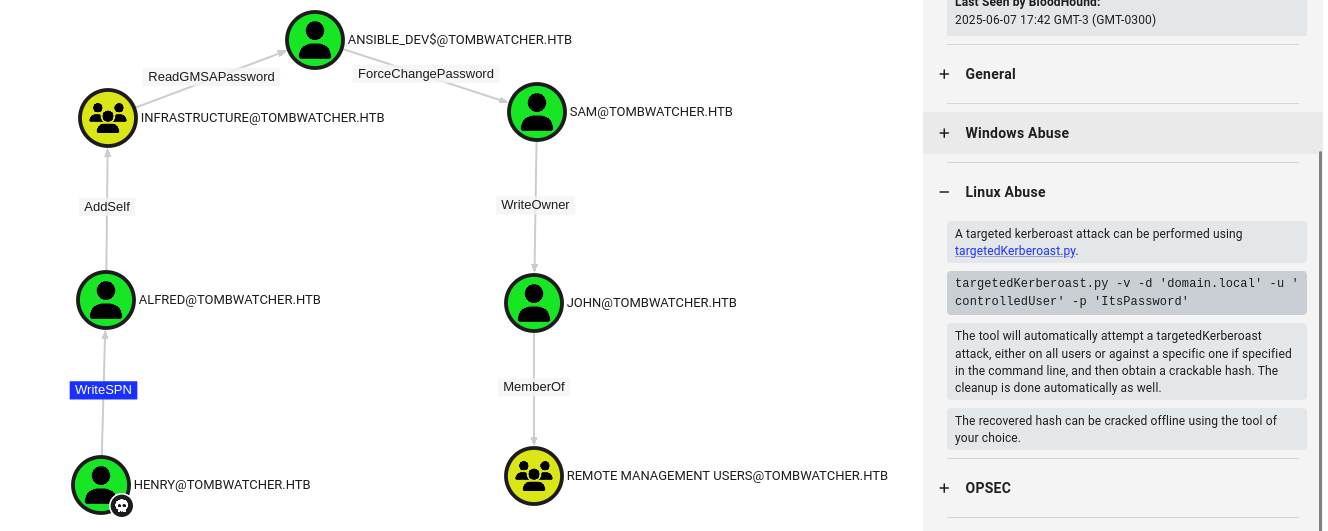 ANSIBLE_DEV$@TOMBWATCHER.HTB
ReadGMSAPassword
ForceChangePassword
INFRASTRUCTURE@TOMBWATCHER.HTB
SAM@TOMBWATCHER.HTB
AddSelf
WriteOwner
ALFRED@TOMBWATCHER.HTB
JOHN@TOMBWATCHER.HTB
WriteSPN
MemberOf
HENRY@TOMBWATCHER.HTB
REMOTE MANAGEMENT USERS@TOMBWATCHER.HTB
Last Seen by BloodHound:
2025-06-07 17:42 GMT-3 (GMT-0300)
+ General
+ Windows Abuse
− Linux Abuse
A targeted kerberoast attack can be performed using
targetedKerberoast.py.
targetedKerberoast.py -v -d 'domain.local' -u '
controlledUser' -p 'ItsPassword'
The tool will automatically attempt a targetedKerberoast
attack, either on all users or against a specific one if specified
in the command line, and then obtain a crackable hash. The
cleanup is done automatically as well.
The recovered hash can be cracked offline using the tool of
your choice.
+ OPSEC